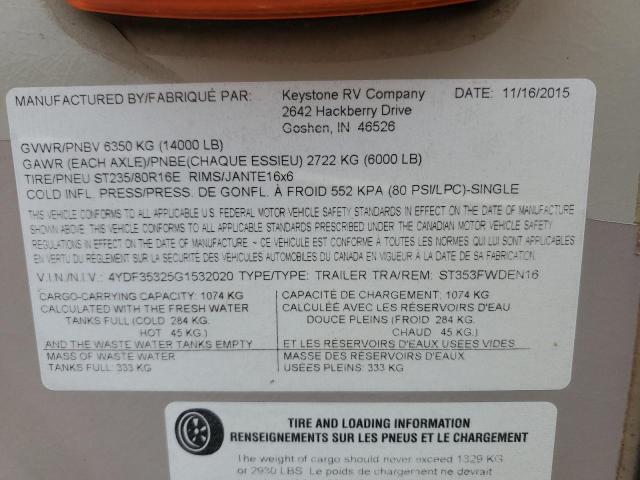 MANUFACTURED BY/FABRIQUÉ PAR: Keystone RV Company DATE: 11/16/2015
2642 Hackberry Drive
Goshen, IN 46526
GVWR/PNBV 6350 KG (14000 LB)
GAWR (EACH AXLE)/PNBE(CHAQUE ESSIEU) 2722 KG (6000 LB)
TIRE/PNEU ST235/80R16E RIMS/JANTE16x6
COLD INFL. PRESS/PRESS. DE GONFL. À FROID 552 KPA (80 PSI/LPC)-SINGLE
THIS VEHICLE CONFORMS TO ALL APPLICABLE U.S. FEDERAL MOTOR VEHICLE SAFETY STANDARDS IN EFFECT ON THE DATE OF MANUFACTURE
SHOWN ABOVE. / THIS VEHICLE CONFORMS TO ALL APPLICABLE STANDARDS PRESCRIBED UNDER THE CANADIAN MOTOR VEHICLE SAFETY
REGULATIONS IN EFFECT ON THE DATE OF MANUFACTURE ~ CE VEHICULE EST CONFORME A TOUTES LES NORMES QUI LUI SONT APPLICABLES
EN VERTU DU RÈGLEMENT SUR LA SÉCURITÉ DES VEHICULES AUTOMOBILES DU CANADA EN VIGUEUR A LA DATE DE SA FABRICATION
V.I.N./N.I.V.: 4YDF35325G1532020 TYPE/TYPE: TRAILER TRA/REM: ST353FWDEN16
CARGO-CARRYING CAPACITY: 1074 KG
CALCULATED WITH THE FRESH WATER
TANKS FULL (COLD 284 KG.
HOT 45 KG.)
AND THE WASTE WATER TANKS EMPTY
MASS OF WASTE WATER
TANKS FULL: 333 KG
CAPACITÉ DE CHARGEMENT: 1074 KG
CALCULÉE AVEC LES RÉSERVOIRS D'EAU
DOUCE PLEINS (FROID 284 KG.
CHAUD 45 KG.)
ET LES RÉSERVOIRS D'EAUX USÉES VIDES
MASSE DES RÉSERVOIRS D'EAUX
USÉES PLEINS: 333 KG
TIRE AND LOADING INFORMATION
RENSEIGNEMENTS SUR LES PNEUS ET LE CHARGEMENT
The weight of cargo should never exceed 1329 KG
or 2930 LBS. Le poids de chargement ne devrait